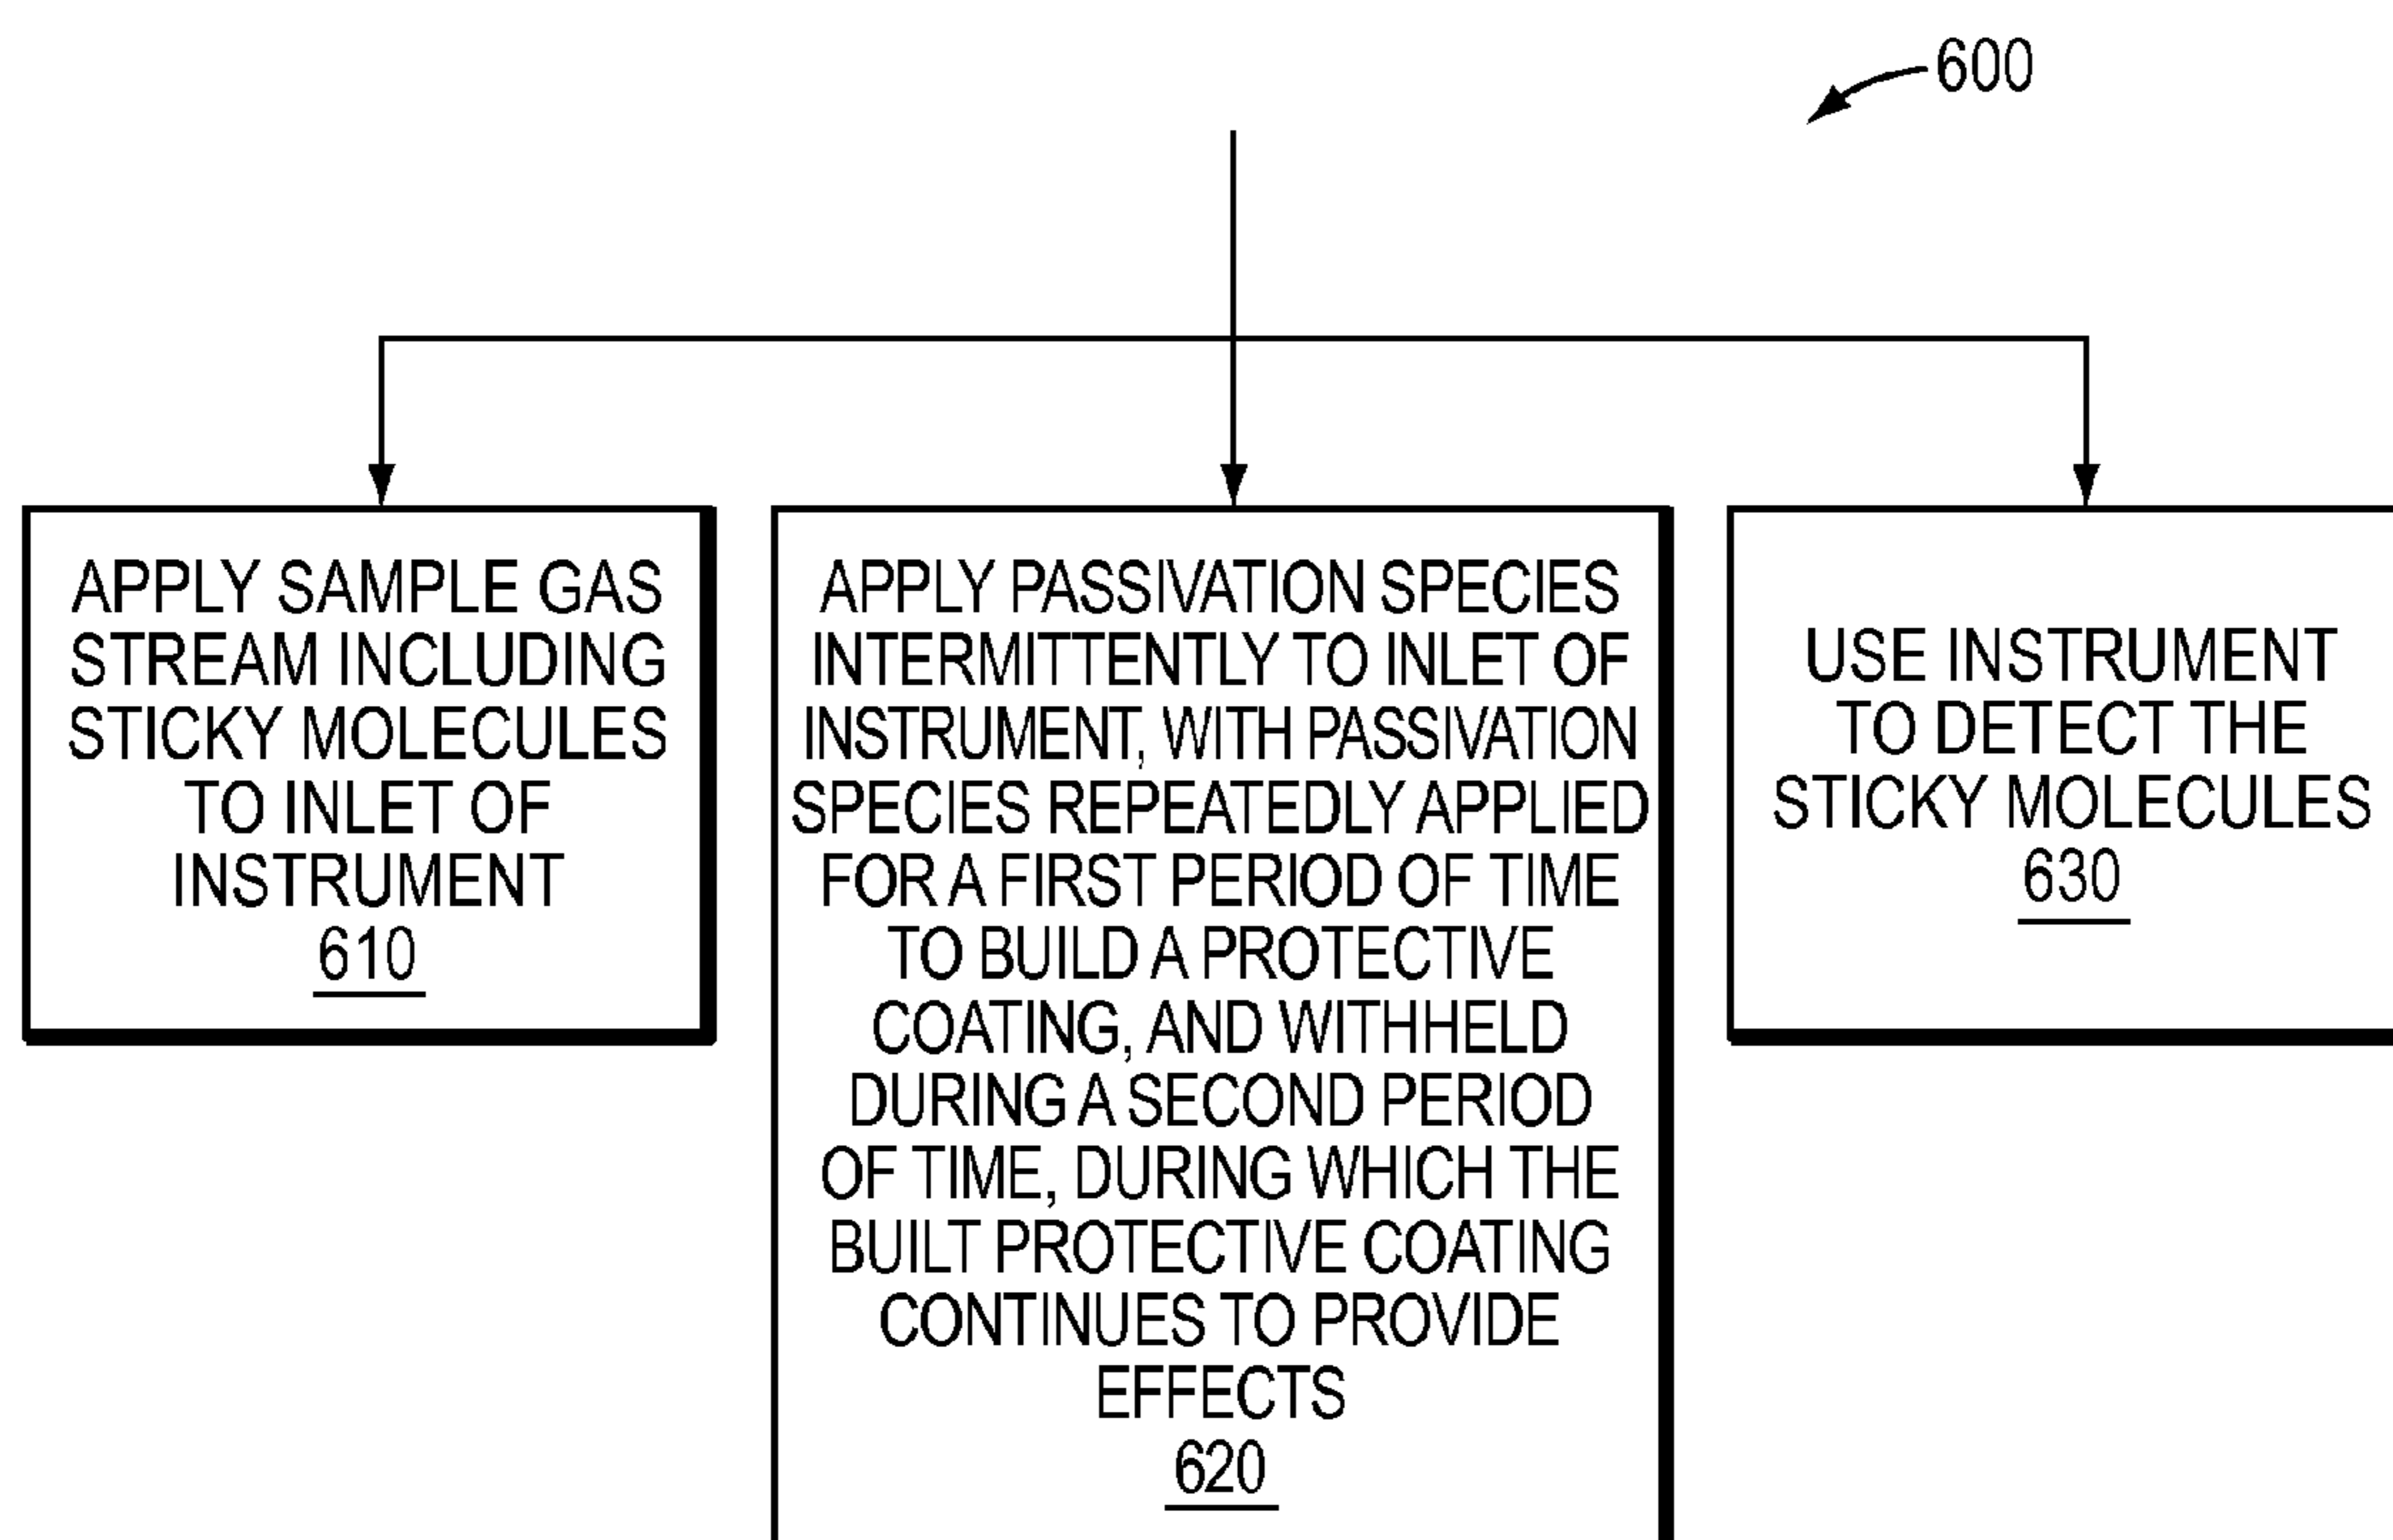 600
APPLY SAMPLE GAS
STREAM INCLUDING
STICKY MOLECULES
TO INLET OF
INSTRUMENT
610
APPLY PASSIVATION SPECIES
INTERMITTENTLY TO INLET OF
INSTRUMENT, WITH PASSIVATION
SPECIES REPEATEDLY APPLIED
FOR A FIRST PERIOD OF TIME
TO BUILD A PROTECTIVE
COATING, AND WITHHELD
DURING A SECOND PERIOD
OF TIME, DURING WHICH THE
BUILT PROTECTIVE COATING
CONTINUES TO PROVIDE
EFFECTS
620
USE INSTRUMENT
TO DETECT THE
STICKY MOLECULES
630